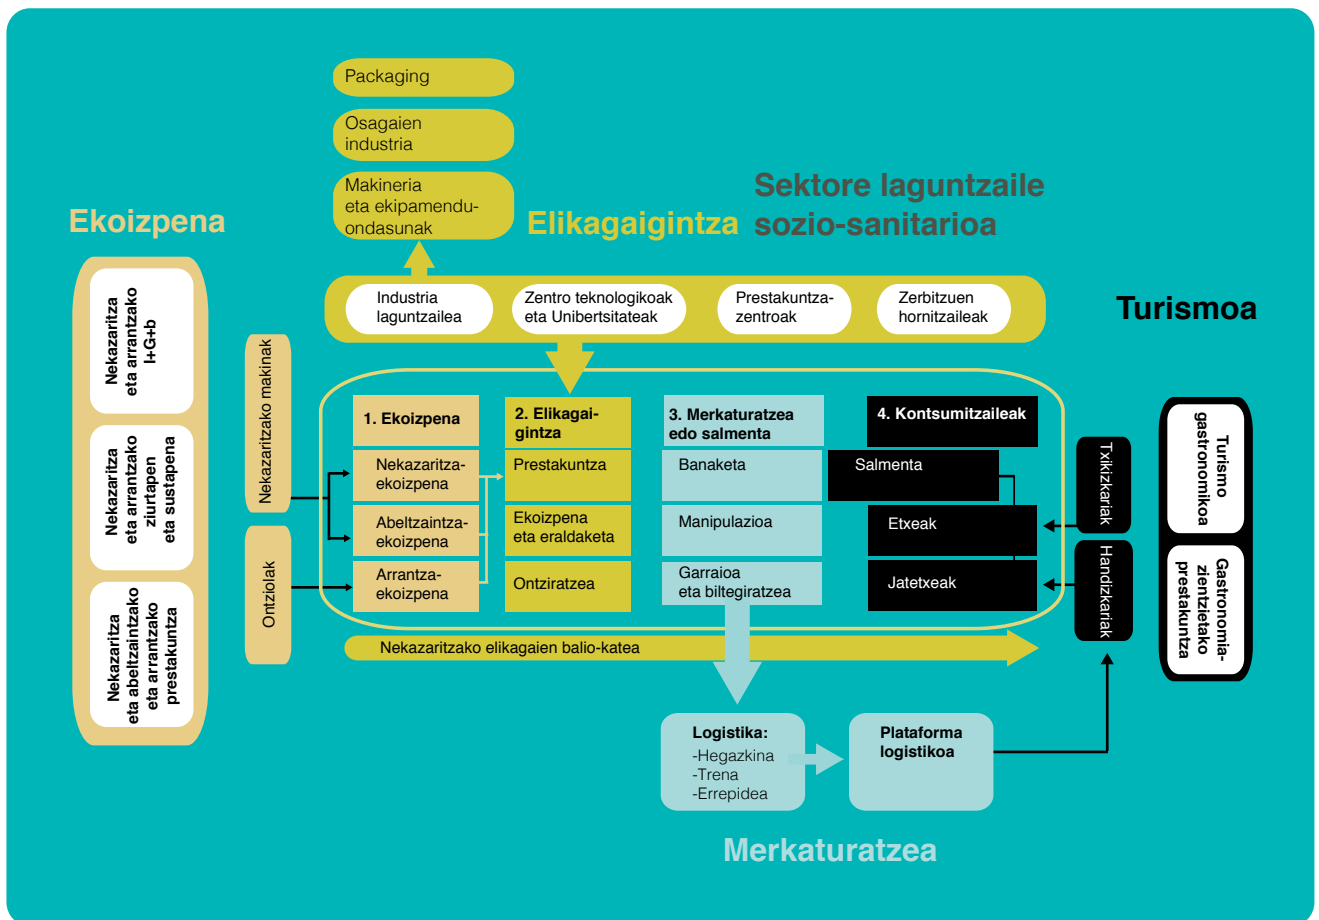 Packaging
Osagaien
industria
Makineria
eta ekipamendu-
ondasunak
Ekoizpena
Elikagaigintza
Sektore laguntzaile
sozio-sanitarioa
Turismoa
Industria
laguntzailea
Zentro teknologikoak
eta Unibertsitateak
Prestakuntza-
zentroak
Zerbitzuen
hornitzaileak
Nekazaritza
eta arrantzako
I+G+b
Nekazaritza
eta arrantzako
ziurtapen
eta sustapena
Nekazaritza
eta abeltzaintzako
eta arrantzako
prestakuntza
Nekazaritzako makinak
Ontziolak
1. Ekoizpena
Nekazaritza-
ekoizpena
Abeltzaintza-
ekoizpena
Arrantza-
ekoizpena
2. Elikagai-
gintza
Prestakuntza
Ekoizpena
eta eraldaketa
Ontziratzea
3. Merkaturatzea
edo salmenta
Banaketa
Manipulazioa
Garraioa
eta biltegiratzea
4. Kontsumitzaileak
Salmenta
Etxeak
Jatetxeak
Txikizkariak
Handizkariak
Turismo
gastronomikoa
Gastronomia-
zientzietako
prestakuntza
Nekazaritzako elikagaien balio-katea
Logistika:
-Hegazkina
-Trena
-Errepidea
Plataforma
logistikoa
Merkaturatzea